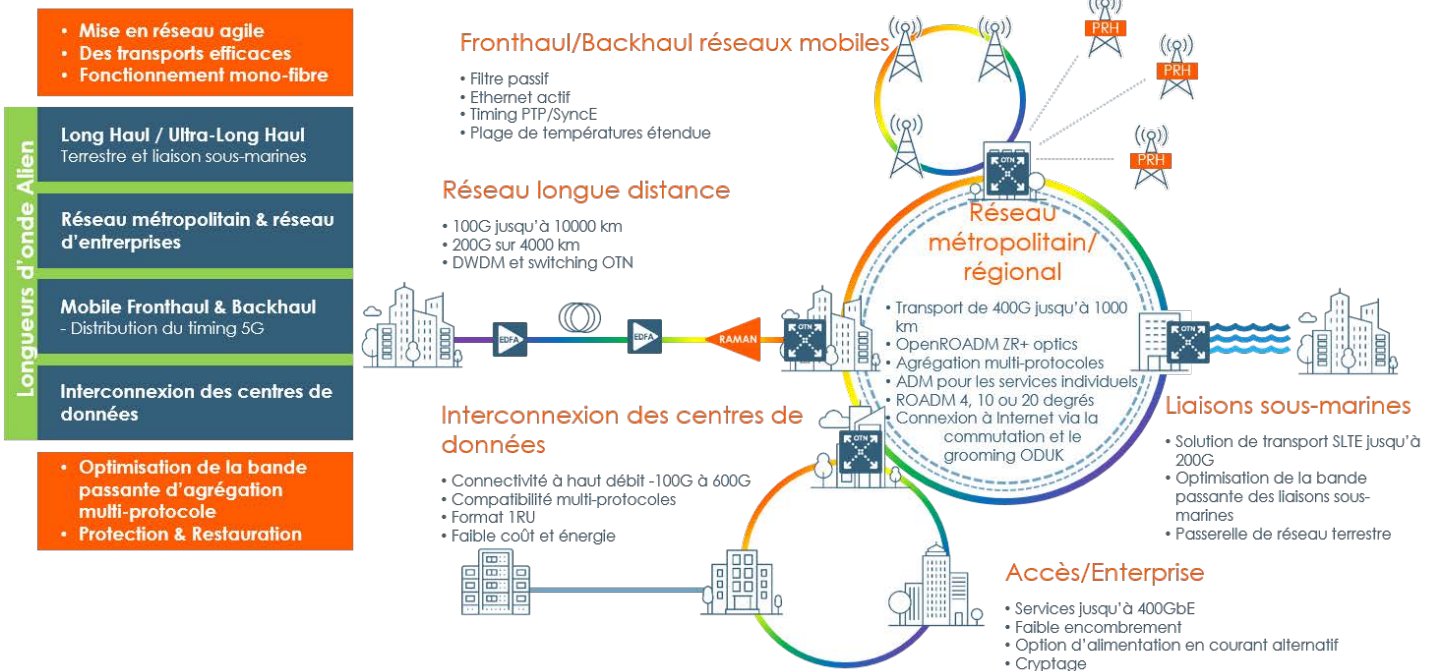 • Mise en réseau agile
• Des transports efficaces
• Fonctionnement mono-fibre
Longueurs d'onde Alien
Long Haul / Ultra-Long Haul
Terrestre et liaison sous-marines
Réseau métropolitain & réseau
d'entrerprises
Mobile Fronthaul & Backhaul
- Distribution du timing 5G
Interconnexion des centres de
données
• Optimisation de la bande
passante d'agrégation
multi-protocole
• Protection & Restauration
Fronthaul/Backhaul réseaux mobiles
• Filtre passif
• Ethernet actif
• Timing PTP/SyncE
• Plage de températures étendue
PRH
PRH
PRH
OTN
Réseau longue distance
• 100G jusqu'à 10000 km
• 200G sur 4000 km
• DWDM et switching OTN
EDFA
EDFA
RAMAN
OTN
Réseau
métropolitain/
régional
• Transport de 400G jusqu'à 1000
km
• OpenROADM ZR+ optics
• Agrégation multi-protocoles
• ADM pour les services individuels
• ROADM 4, 10 ou 20 degrés
• Connexion à Internet via la
commutation et le
grooming ODUK
OTN
Liaisons sous-marines
• Solution de transport SLTE jusqu'à
200G
• Optimisation de la bande
passante des liaisons sous-
marines
• Passerelle de réseau terrestre
Interconnexion des centres de
données
• Connectivité à haut débit -100G à 600G
• Compatibilité multi-protocoles
• Format 1RU
• Faible coût et énergie
OTN
Accès/Enterprise
• Services jusqu'à 400GbE
• Faible encombrement
• Option d'alimentation en courant alternatif
• Cryptage